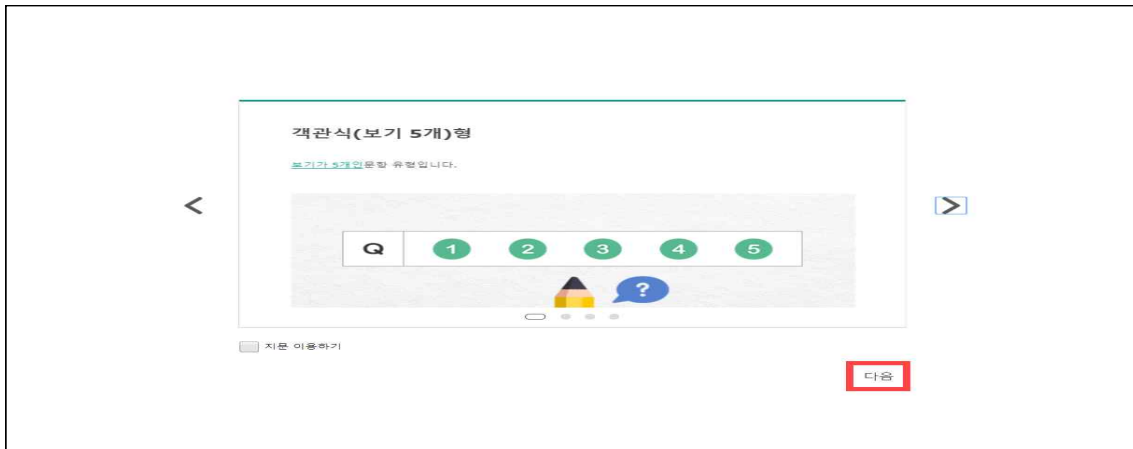 객관식(보기 5개)형
보기가 5개인문항 유형입니다.
< >
Q 1 2 3 4 5
?
지문 이용하기
다음